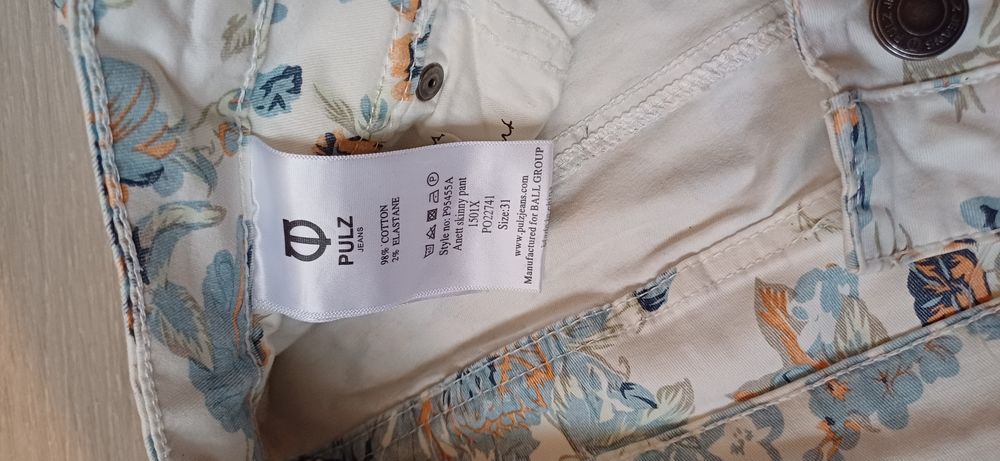 PULZ
JEANS
98% COTTON
2% ELASTANE
Style no: P95455A
Anett skinny pant
1501X
PO22741
Size:31
www.pulzjeans.com
Manufactured for BALL GROUP